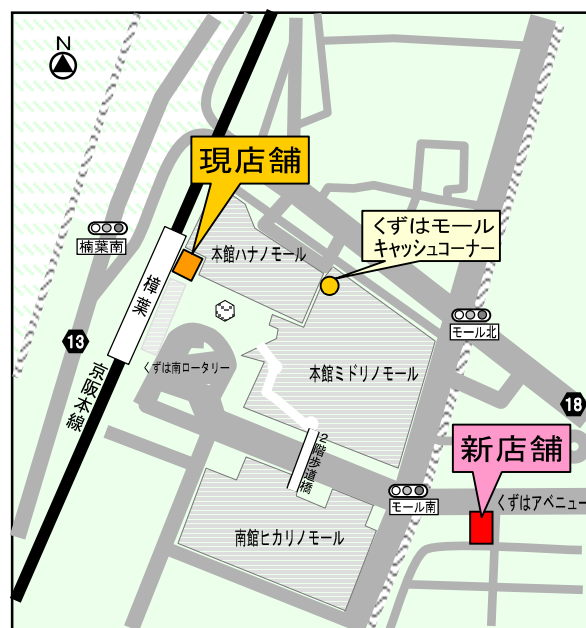 N
現店舗
くずはモール
キャッシュコーナー
楠葉南
本館ハナノモール
樟葉
モール北
13
京阪本線
くずは南ロータリー
本館ミドリノモール
18
新店舗
2階歩道橋
モール南
くずはアベニュー
南館ヒカリノモール